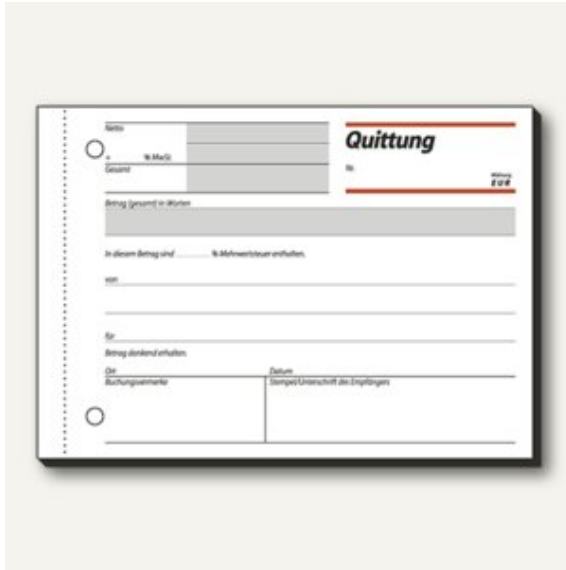 Netto
+ % MwSt.
Gesamt
Quittung
Nr.
Währung
EUR
Betrag (gesamt) in Worten
In diesem Betrag sind ............ % Mehrwertsteuer enthalten.
von
für
Betrag dankend erhalten.
Ort Datum
Buchungsvermerke Stempel/Unterschrift des Empfängers